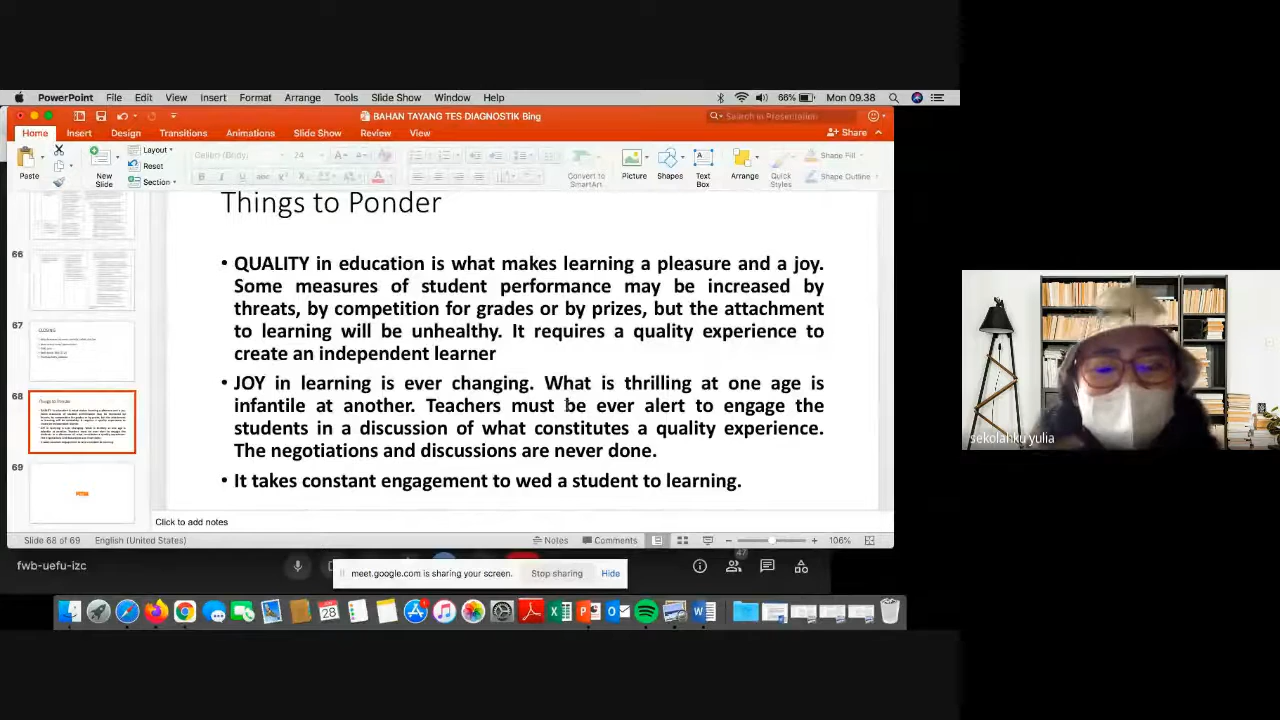 PowerPoint File Edit View Insert Format Arrange Tools Slide Show Window Help 66% Mon 09.38
BAHAN TAYANG TES DIAGNOSTIK Bing
Search in Presentation
Home Insert Design Transitions Animations Slide Show Review View Share
Paste
New
Slide
Layout
Reset
Section
Calibri (Body) 24
Convert to
SmartArt
Picture
Shapes
Text
Box
Arrange
Quick
Styles
Shape Fill
Shape Outline
66
67
68
69
Things to Ponder
• QUALITY in education is what makes learning a pleasure and a joy.
Some measures of student performance may be increased by
threats, by competition for grades or by prizes, but the attachment
to learning will be unhealthy. It requires a quality experience to
create an independent learner
• JOY in learning is ever changing. What is thrilling at one age is
infantile at another. Teachers must be ever alert to engage the
students in a discussion of what constitutes a quality experience.
The negotiations and discussions are never done.
• It takes constant engagement to wed a student to learning.
Click to add notes
Slide 68 of 69 English (United States) Notes Comments 106%
fwb-uefu-izc
meet.google.com is sharing your screen. Stop sharing Hide
47
sekolahku yulia